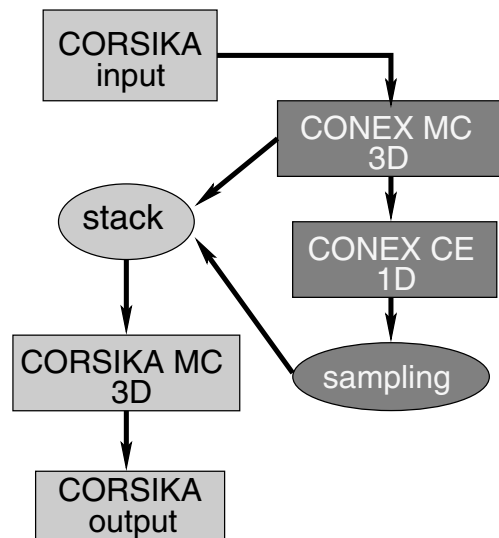 CORSIKA
input
CONEX MC
3D
stack
CONEX CE
1D
CORSIKA MC
3D
sampling
CORSIKA
output